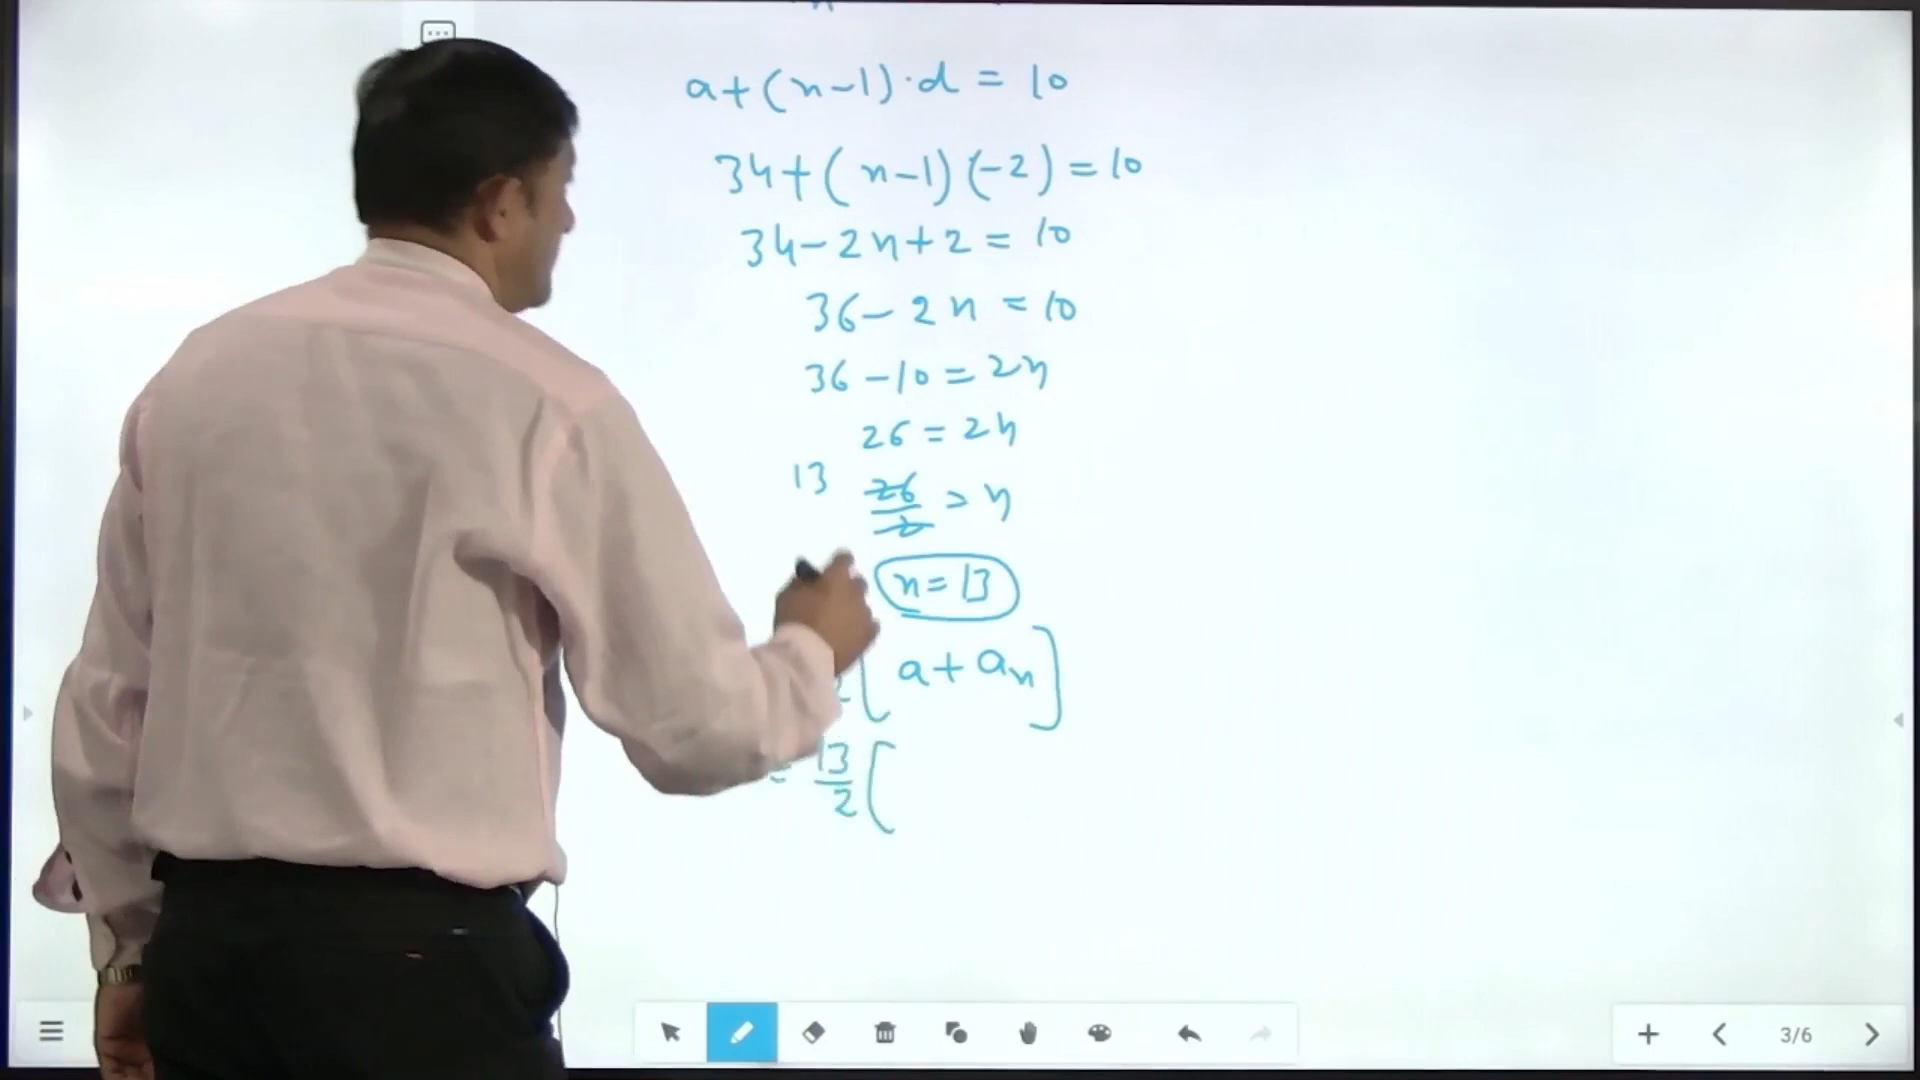 a+(n-1)·d = 10
34+(n-1)(-2)=10
34-2n+2=10
36-2n=10
36-10=2n
26=2n
13 26/2 = n
n=13
2[a+an]
= 13/2(
3/6